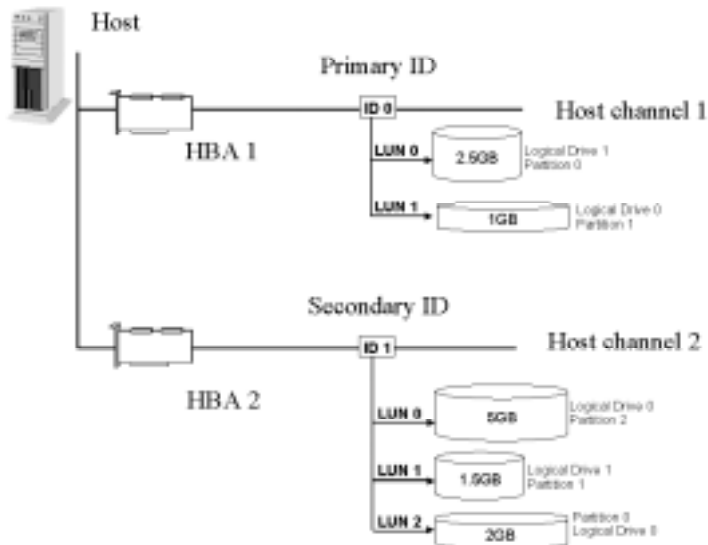 Host
Primary ID
ID 0
Host channel 1
HBA 1
LUN 0
2.5GB
Logical Drive 1
Partition 0
LUN 1
1GB
Logical Drive 0
Partition 1
Secondary ID
ID 1
Host channel 2
HBA 2
LUN 0
5GB
Logical Drive 0
Partition 2
LUN 1
1.5GB
Logical Drive 1
Partition 1
LUN 2
2GB
Partition 0
Logical Drive 0